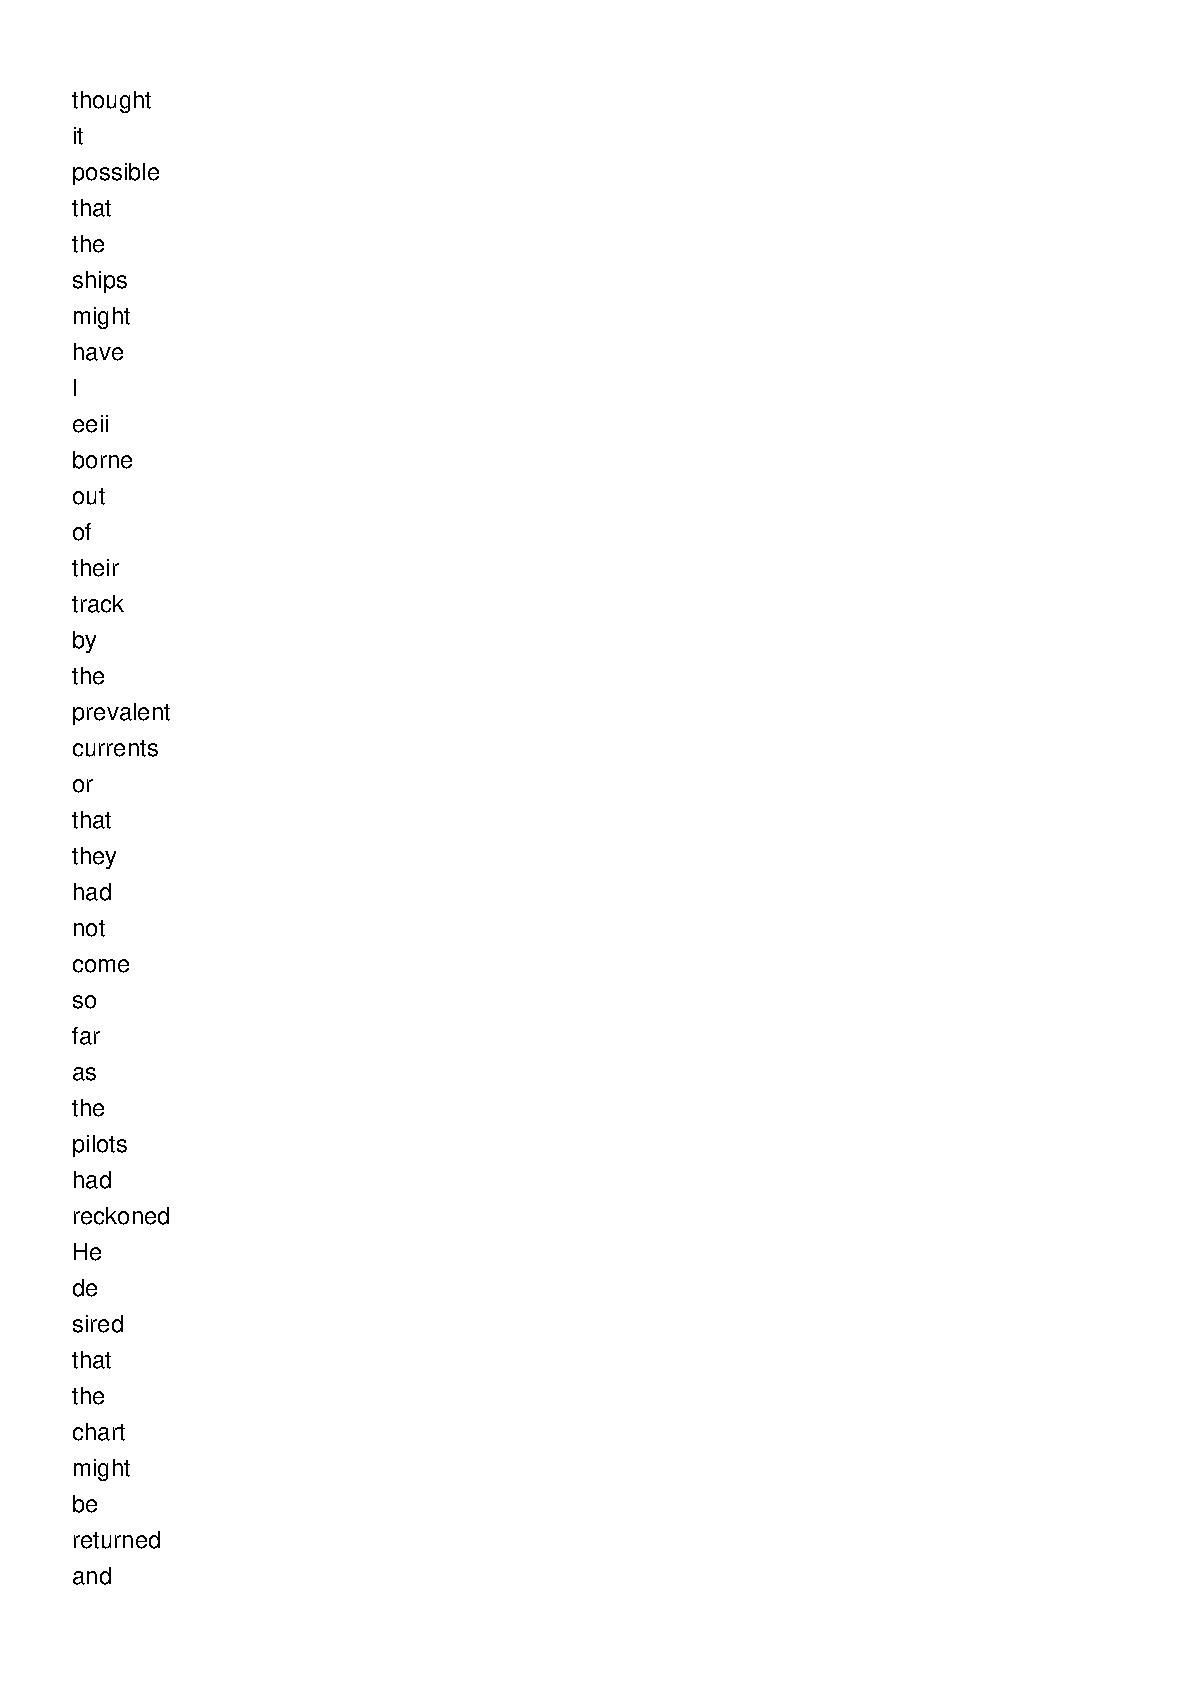 thought
it
possible
that
the
ships
might
have
I
eeii
borne
out
of
their
track
by
the
prevalent
currents
or
that
they
had
not
come
so
far
as
the
pilots
had
reckoned
He
de
sired
that
the
chart
might
be
returned
and